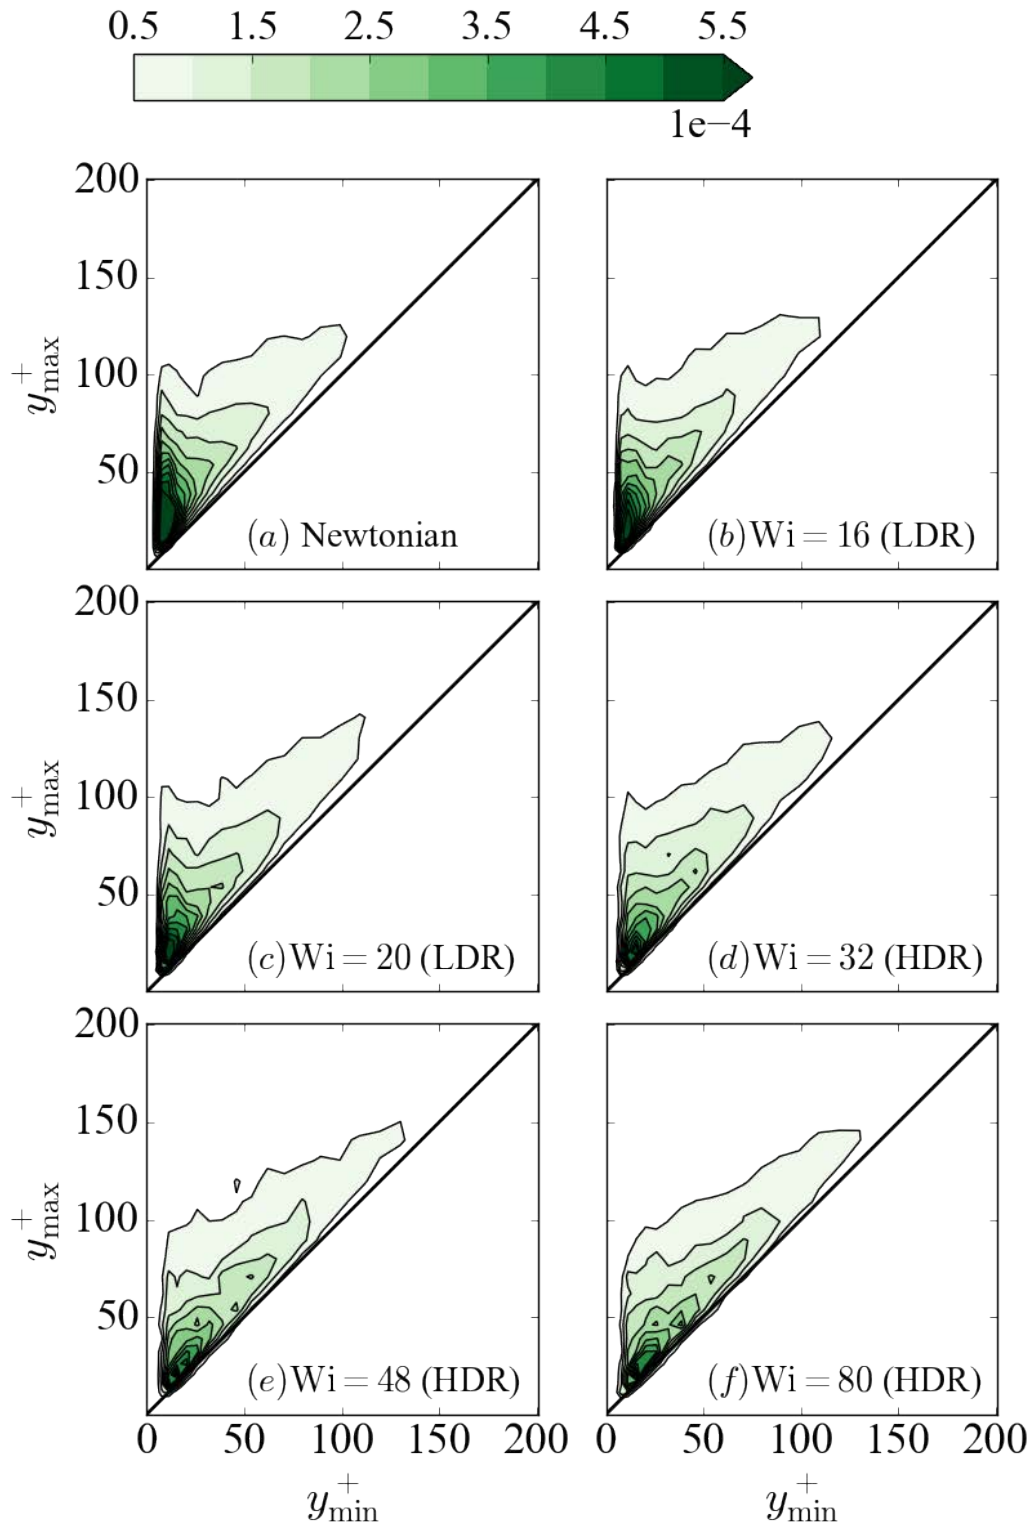 0.5 1.5 2.5 3.5 4.5 5.5
1e−4
200
150
100
50
y⁺max
(a) Newtonian
(b) Wi = 16 (LDR)
200
150
100
50
y⁺max
(c) Wi = 20 (LDR)
(d) Wi = 32 (HDR)
200
150
100
50
y⁺max
(e) Wi = 48 (HDR)
(f) Wi = 80 (HDR)
0 50 100 150 200 0 50 100 150 200
y⁺min y⁺min